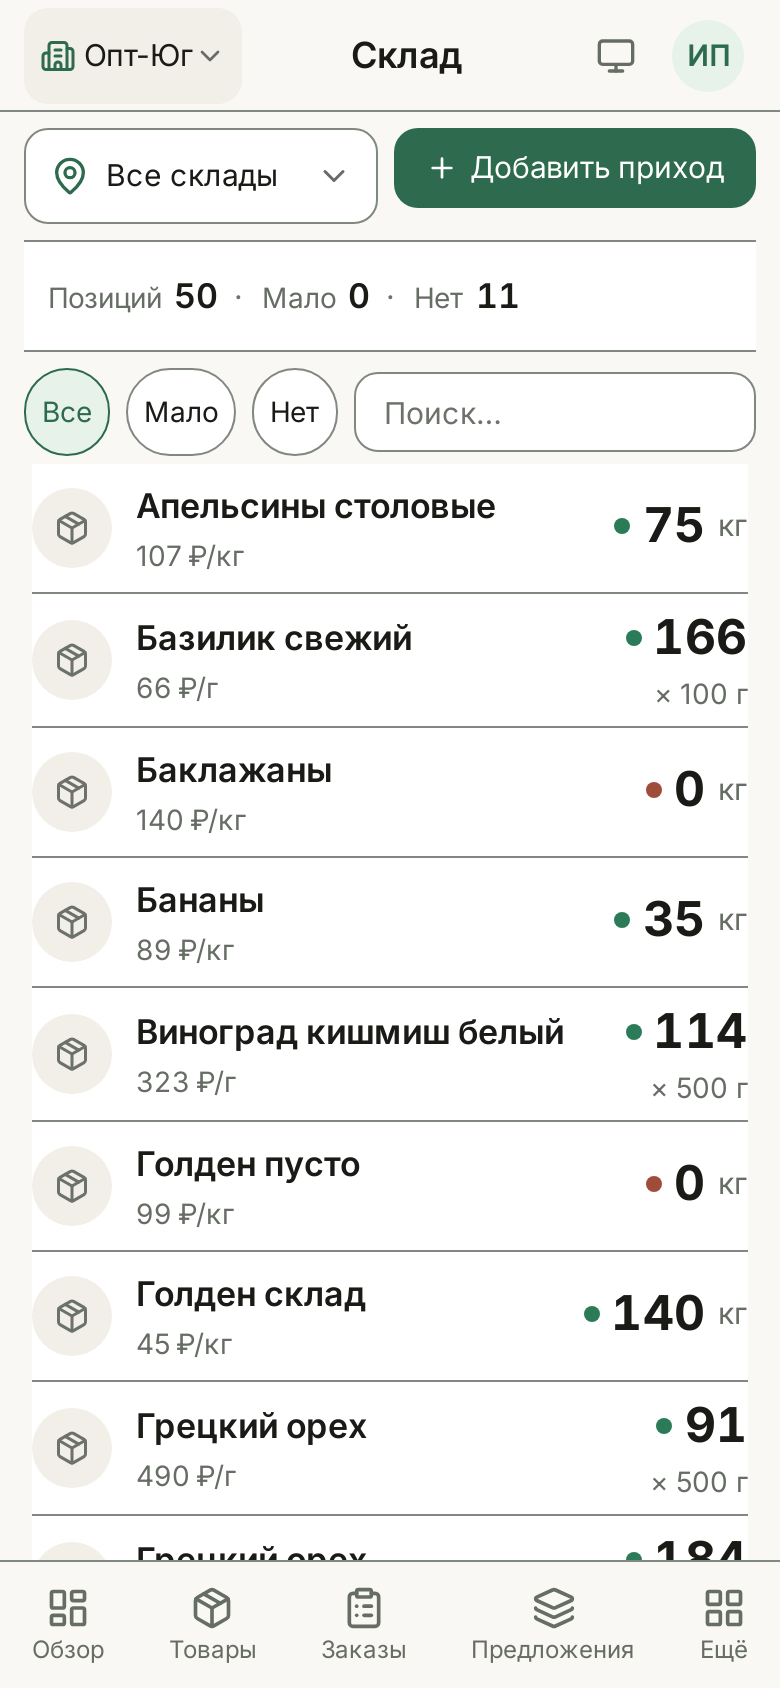 Опт-Юг
Склад
ИП
Все склады
+ Добавить приход
Позиций 50 · Мало 0 · Нет 11
Все
Мало
Нет
Поиск...
Апельсины столовые
75 кг
107 ₽/кг
Базилик свежий
166
66 ₽/г
× 100 г
Баклажаны
0 кг
140 ₽/кг
Бананы
35 кг
89 ₽/кг
Виноград кишмиш белый
114
323 ₽/г
× 500 г
Голден пусто
0 кг
99 ₽/кг
Голден склад
140 кг
45 ₽/кг
Грецкий орех
91
490 ₽/г
× 500 г
Грецкий орех
184
Обзор
Товары
Заказы
Предложения
Ещё